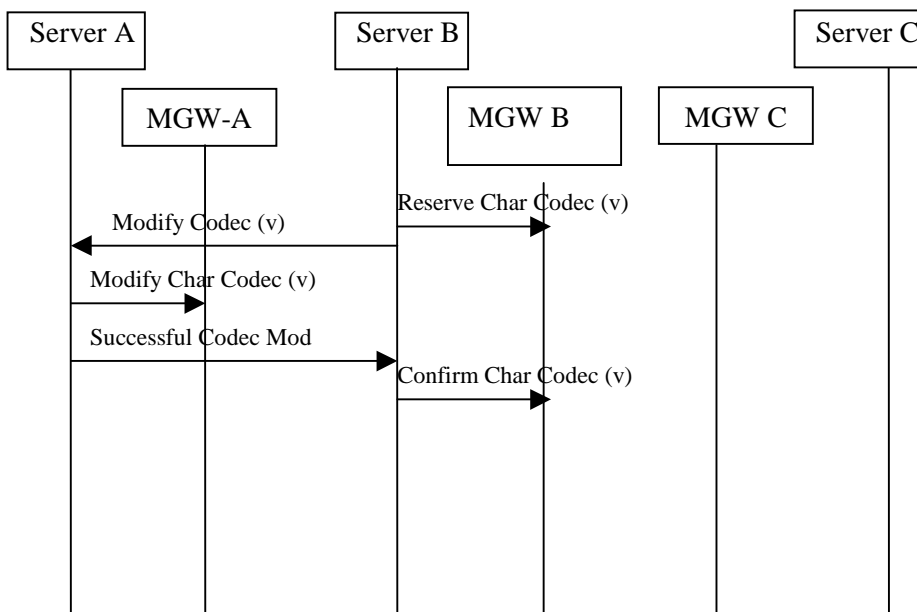 Server A
Server B
Server C
MGW-A
MGW B
MGW C
Reserve Char Codec (v)
Modify Codec (v)
Modify Char Codec (v)
Successful Codec Mod
Confirm Char Codec (v)